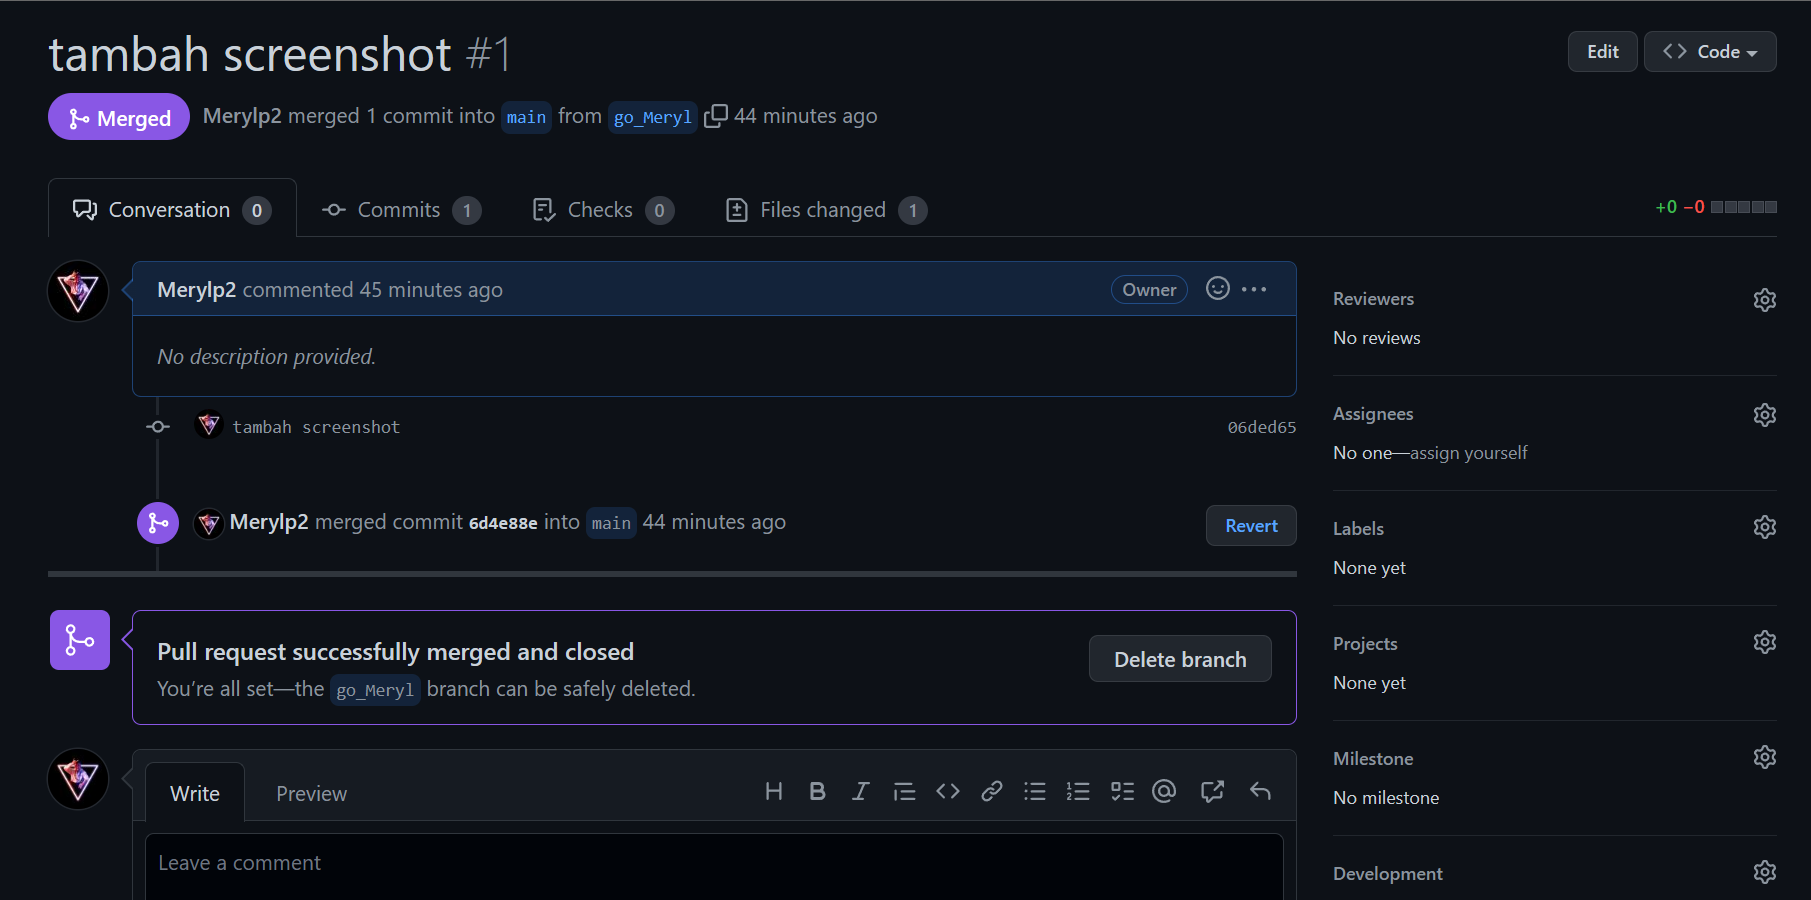 tambah screenshot #1
Edit
Code
Merged
Merylp2 merged 1 commit into main from go_Meryl 44 minutes ago
Conversation 0
Commits 1
Checks 0
Files changed 1
+0 −0
Merylp2 commented 45 minutes ago
Owner
No description provided.
tambah screenshot
06ded65
Merylp2 merged commit 6d4e88e into main 44 minutes ago
Revert
Pull request successfully merged and closed
You’re all set—the go_Meryl branch can be safely deleted.
Delete branch
Write
Preview
Leave a comment
Reviewers
No reviews
Assignees
No one—assign yourself
Labels
None yet
Projects
None yet
Milestone
No milestone
Development